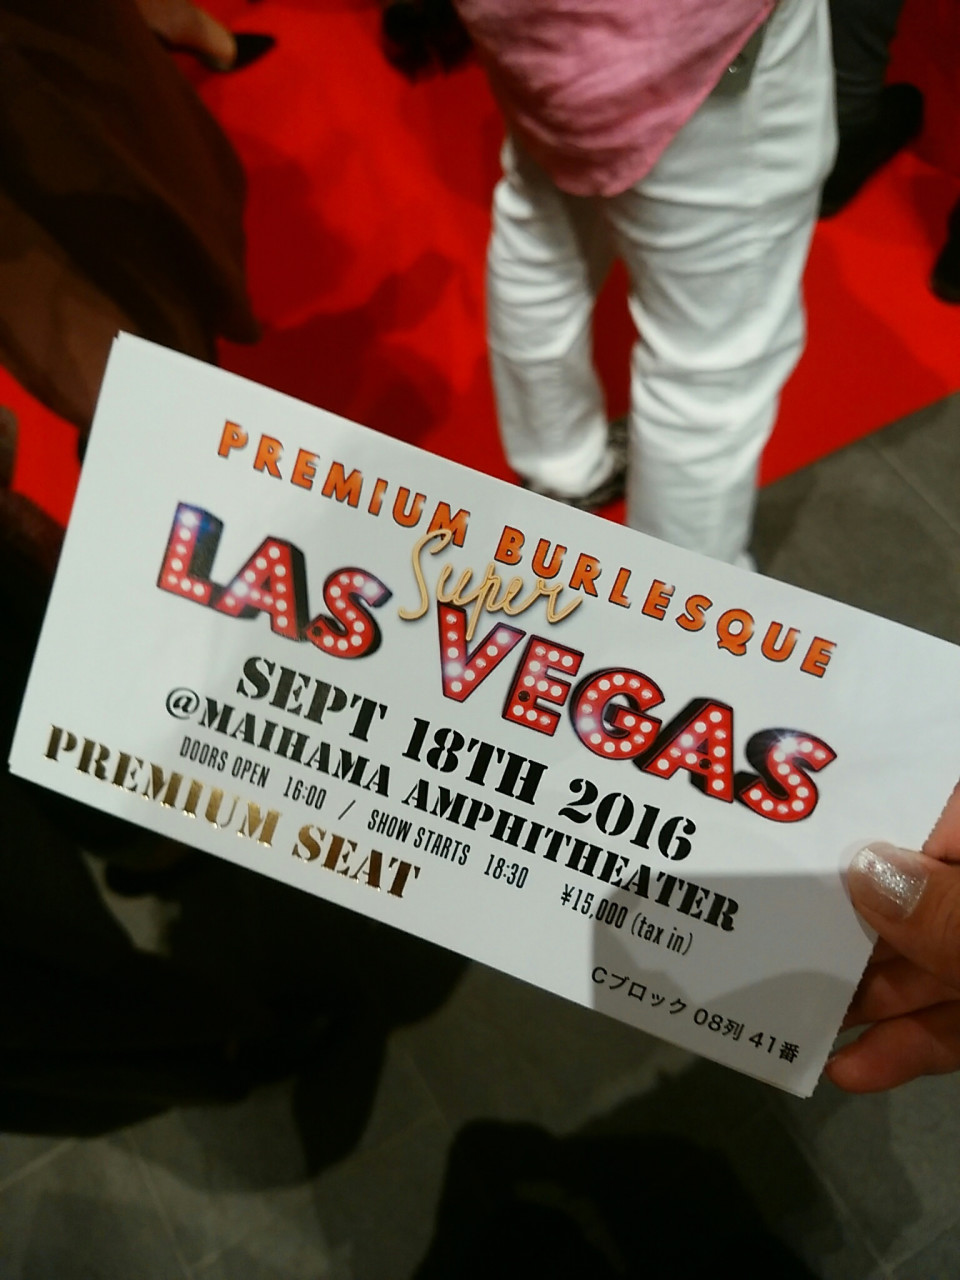 PREMIUM BURLESQUE
Super
LAS VEGAS
SEPT 18TH 2016
@MAIHAMA AMPHITHEATER
DOORS OPEN 16:00 / SHOW STARTS 18:30 ¥15,000 (tax in)
PREMIUM SEAT
Cブロック 08列 41番